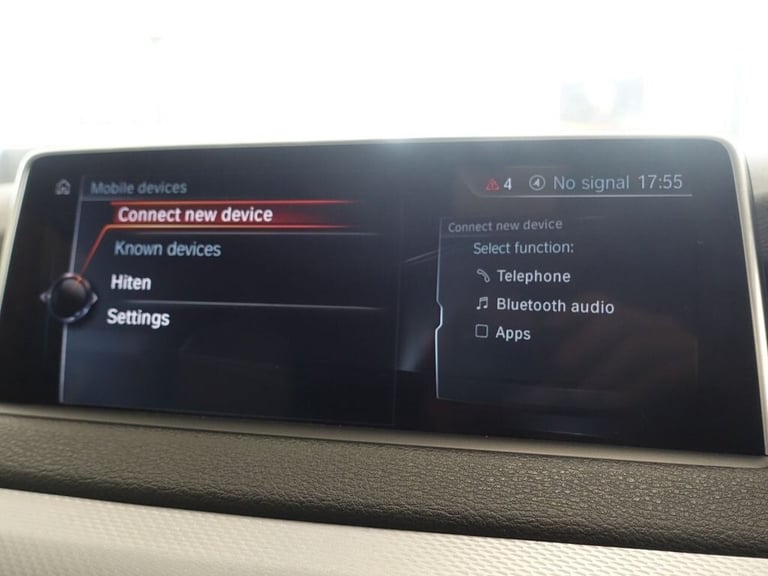 Mobile devices
4 No signal 17:55
Connect new device
Known devices
Hiten
Settings
Connect new device
Select function:
Telephone
Bluetooth audio
Apps